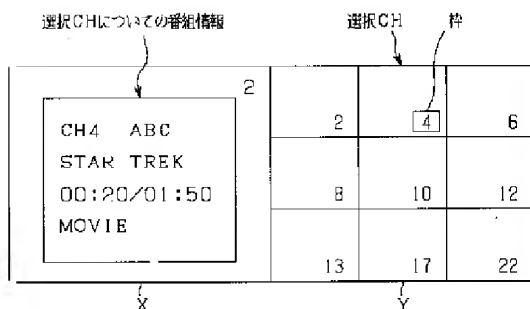 選択CHについての番組情報
選択CH
枠
2
CH4 ABC
STAR TREK
00:20/01:50
MOVIE
2 4 6
8 10 12
13 17 22
X
Y